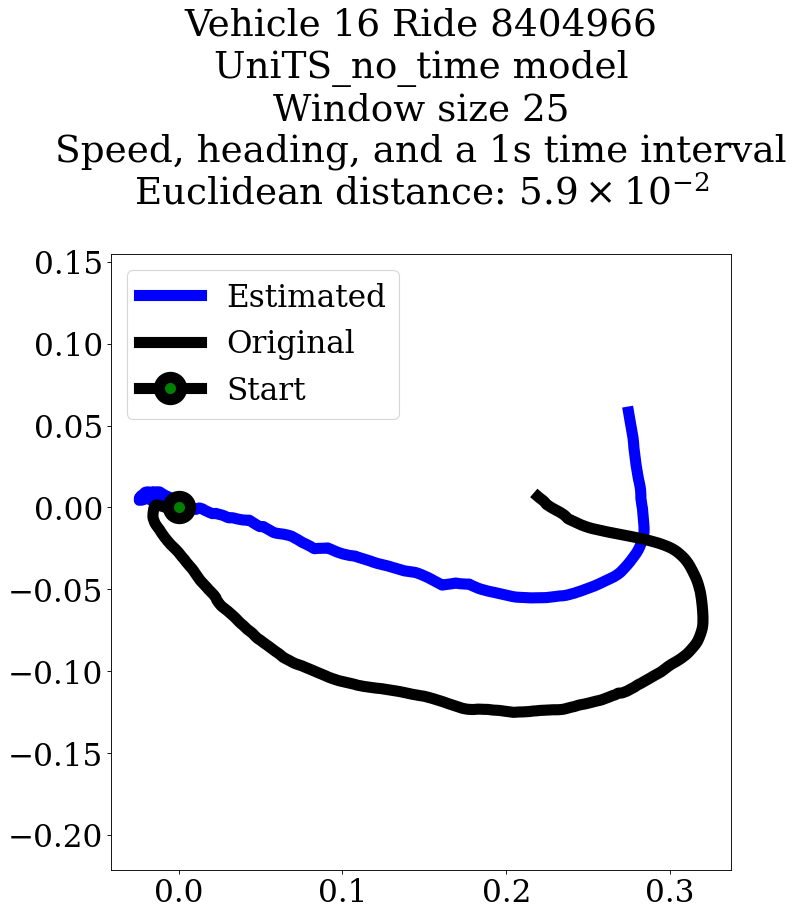 Vehicle 16 Ride 8404966
UniTS_no_time model
Window size 25
Speed, heading, and a 1s time interval
Euclidean distance: 5.9 × 10⁻²
Estimated
Original
Start
0.15
0.10
0.05
0.00
−0.05
−0.10
−0.15
−0.20
0.0 0.1 0.2 0.3